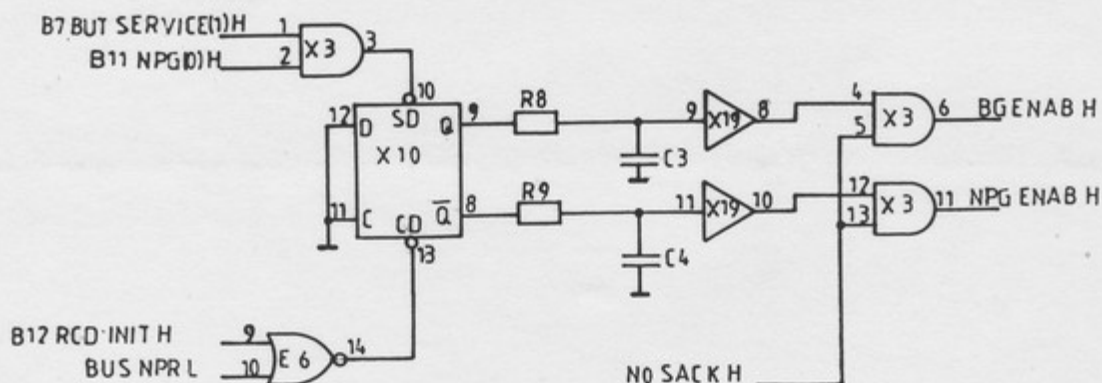 B7 BUT SERVICE(1)H 1
B11 NPG(0)H 2
X3 3
10
12 D SD Q 9
X10
11 C CD Q̅ 8
13
R8
C3
9 X19 8
4
5 X3 6 BG ENAB H
R9
C4
11 X19 10
12
13 X3 11 NPG ENAB H
B12 RCD·INIT H 9
BUS NPR L 10
E6 14
NO SACK H